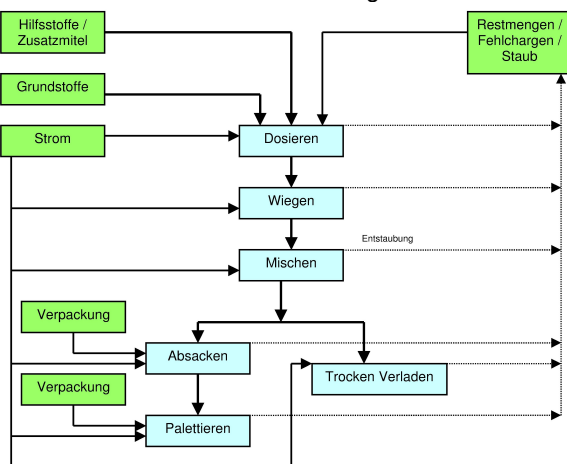 Hilfsstoffe /
Zusatzmitel
Restmengen /
Fehlchargen /
Staub
Grundstoffe
Strom
Dosieren
Wiegen
Entstaubung
Mischen
Verpackung
Absacken
Trocken Verladen
Verpackung
Palettieren